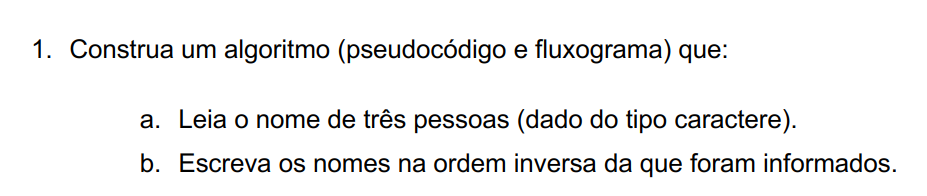 1. Construa um algoritmo (pseudocódigo e fluxograma) que:
a. Leia o nome de três pessoas (dado do tipo caractere).
b. Escreva os nomes na ordem inversa da que foram informados.